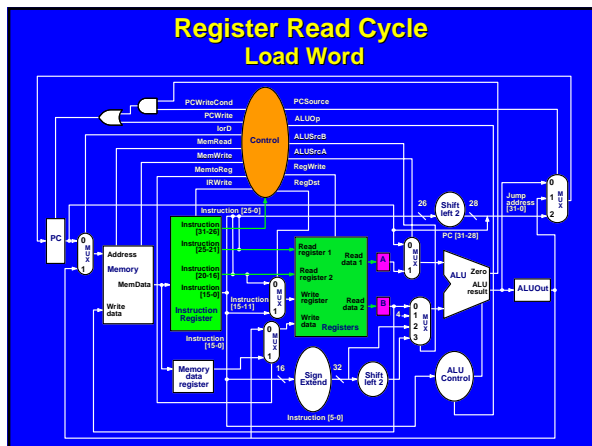 Register Read Cycle
Load Word
PCWriteCond
PCSource
PCWrite
ALUOp
IorD
ALUSrcB
MemRead
Control
ALUSrcA
MemWrite
RegWrite
MemtoReg
RegDst
IRWrite
Instruction [25-0]
26
28
Shift
left 2
Jump
address
[31-0]
0
1
2
MUX
PC [31-28]
PC
0
MUX
1
Address
Memory
MemData
Write
data
Instruction
[31-26]
Instruction
[25-21]
Instruction
[20-16]
Instruction
[15-0]
Instruction
Register
Instruction
[15-11]
Instruction
[15-0]
0
MUX
1
0
MUX
1
Read
register 1
Read
register 2
Write
register
Write
data
Read
data 1
Read
data 2
Registers
A
B
0
MUX
1
4
0
1
2
3
MUX
ALU
Zero
ALU
result
ALUOut
Memory
data
register
16
Sign
Extend
32
Shift
left 2
ALU
Control
Instruction [5-0]